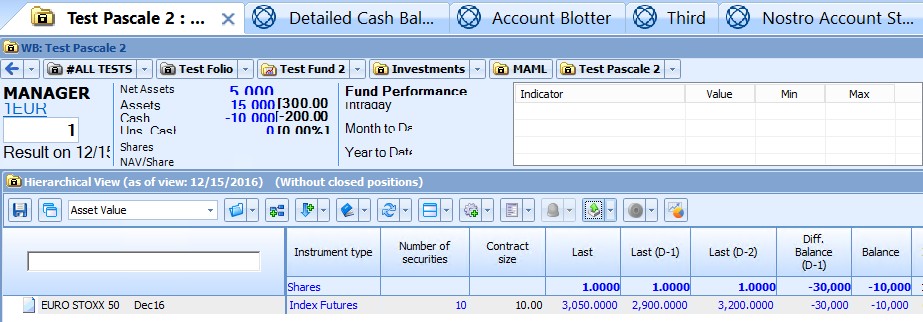 Test Pascale 2 : ...
Detailed Cash Bal...
Account Blotter
Third
Nostro Account St...
WB: Test Pascale 2
#ALL TESTS
Test Folio
Test Fund 2
Investments
MAML
Test Pascale 2
MANAGER
1EUR
1
Result on 12/15
Net Assets 5 000
Assets 15 000 [300.00
Cash -10 000 [-200.00
Uns. Cash 0 [0.00%]
Shares
NAV/Share
Fund Performance
Intraday
Month to Da
Year to Date
Indicator Value Min Max
Hierarchical View (as of view: 12/15/2016) (Without closed positions)
Asset Value
Instrument type Number of securities Contract size Last Last (D-1) Last (D-2) Diff. Balance (D-1) Balance
Shares 1.0000 1.0000 1.0000 -30,000 -10,000
EURO STOXX 50 Dec16 Index Futures 10 10.00 3,050.0000 2,900.0000 3,200.0000 -30,000 -10,000